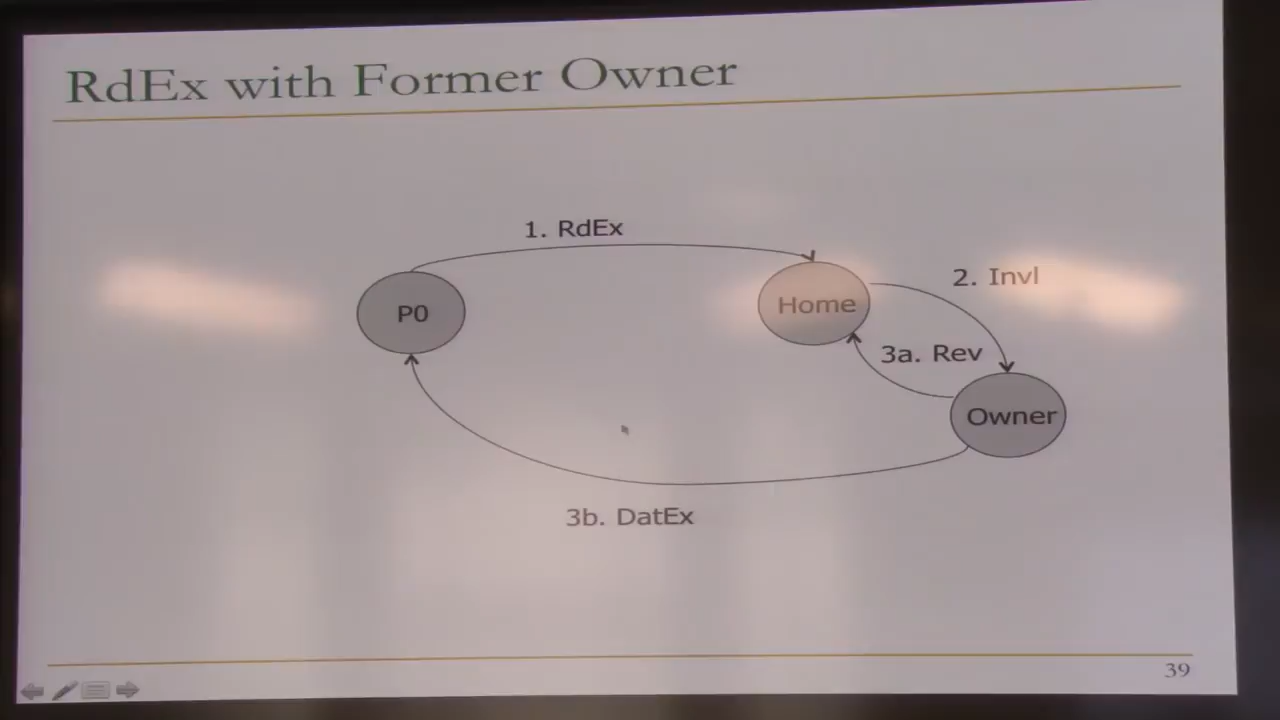 RdEx with Former Owner
1. RdEx
2. Invl
P0
Home
3a. Rev
Owner
3b. DatEx
39